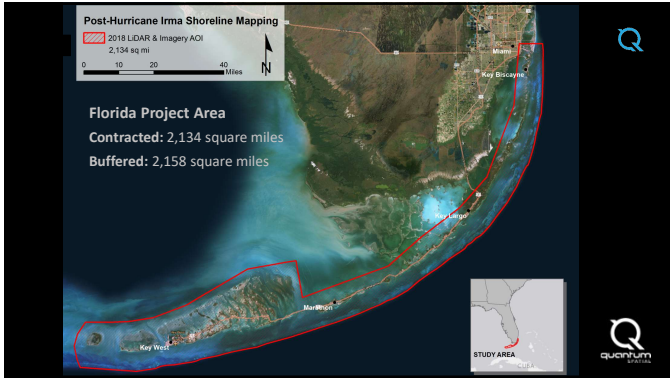 Post-Hurricane Irma Shoreline Mapping
2018 LiDAR & Imagery AOI
2,134 sq mi
0 10 20 40
Miles
N
Florida Project Area
Contracted: 2,134 square miles
Buffered: 2,158 square miles
Miami
Key Biscayne
Key Largo
Marathon
Key West
STUDY AREA
CUBA
quantum
SPATIAL